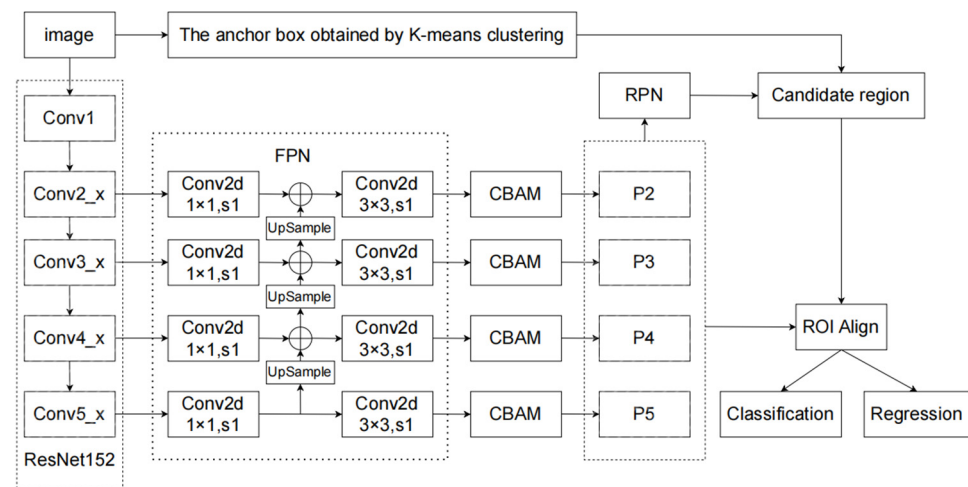 image
The anchor box obtained by K-means clustering
RPN
Candidate region
Conv1
FPN
Conv2_x
Conv2d
1×1,s1
Conv2d
3×3,s1
CBAM
P2
UpSample
Conv3_x
Conv2d
1×1,s1
Conv2d
3×3,s1
CBAM
P3
UpSample
Conv4_x
Conv2d
1×1,s1
Conv2d
3×3,s1
CBAM
P4
ROI Align
UpSample
Conv5_x
Conv2d
1×1,s1
Conv2d
3×3,s1
CBAM
P5
Classification
Regression
ResNet152